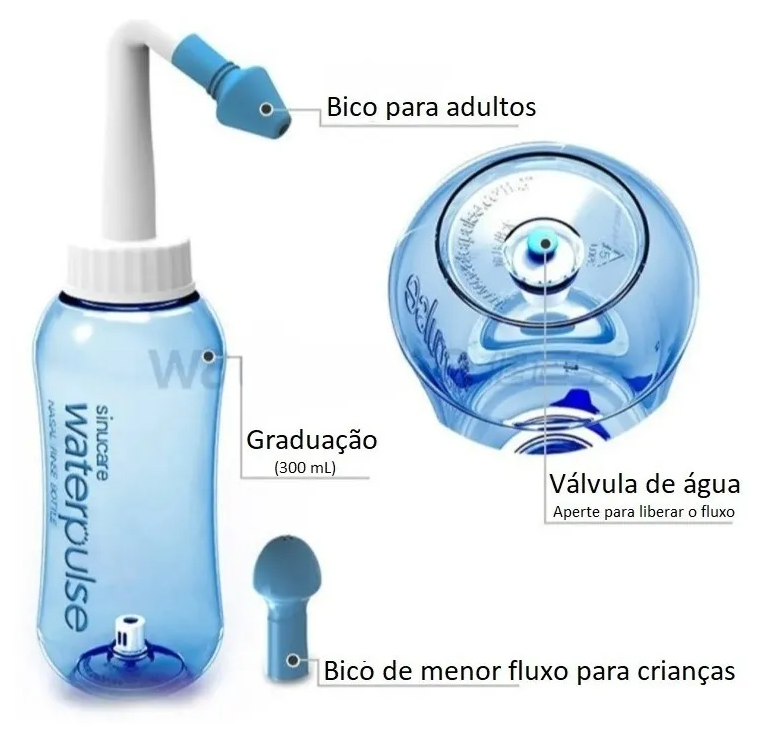 Bico para adultos
Graduação
(300 mL)
Válvula de água
Aperte para liberar o fluxo
Bico de menor fluxo para crianças
sinucare
waterpulse
NASAL RINSE BOTTLE